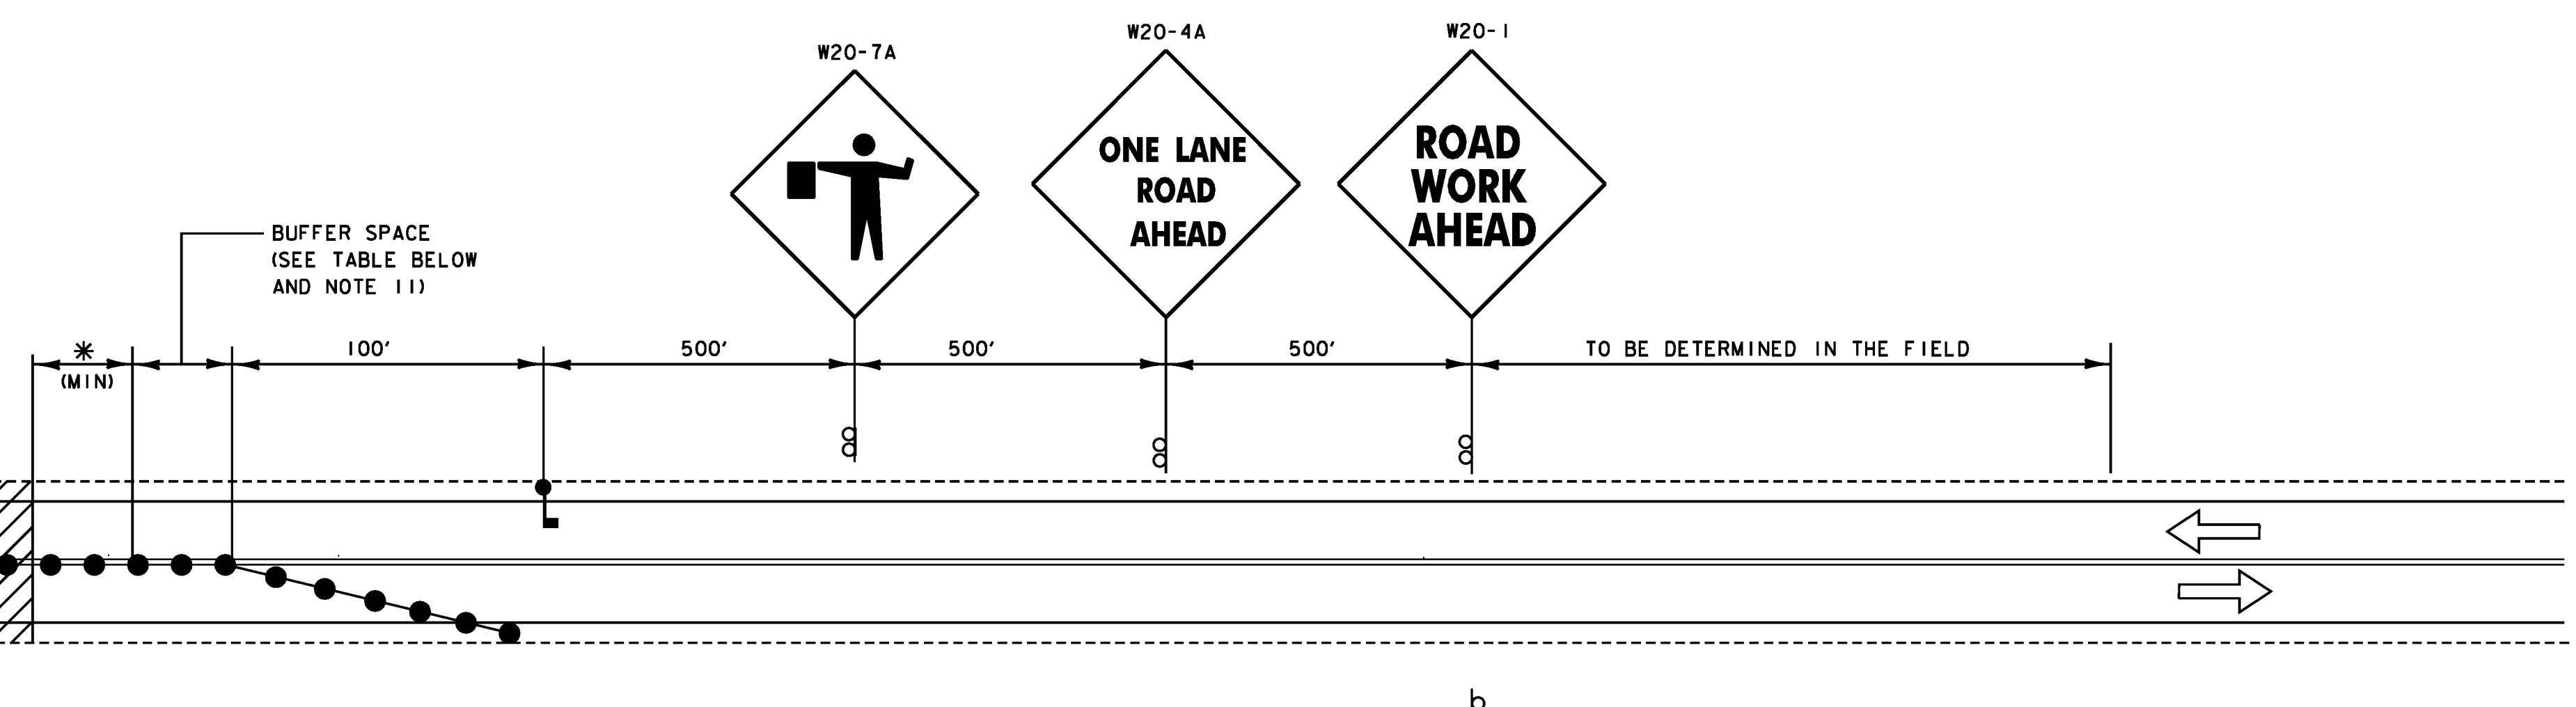 W20-7A
W20-4A
W20-1
ONE LANE
ROAD
AHEAD
ROAD
WORK
AHEAD
BUFFER SPACE
(SEE TABLE BELOW
AND NOTE 11)
*
(MIN)
100'
500'
500'
500'
TO BE DETERMINED IN THE FIELD